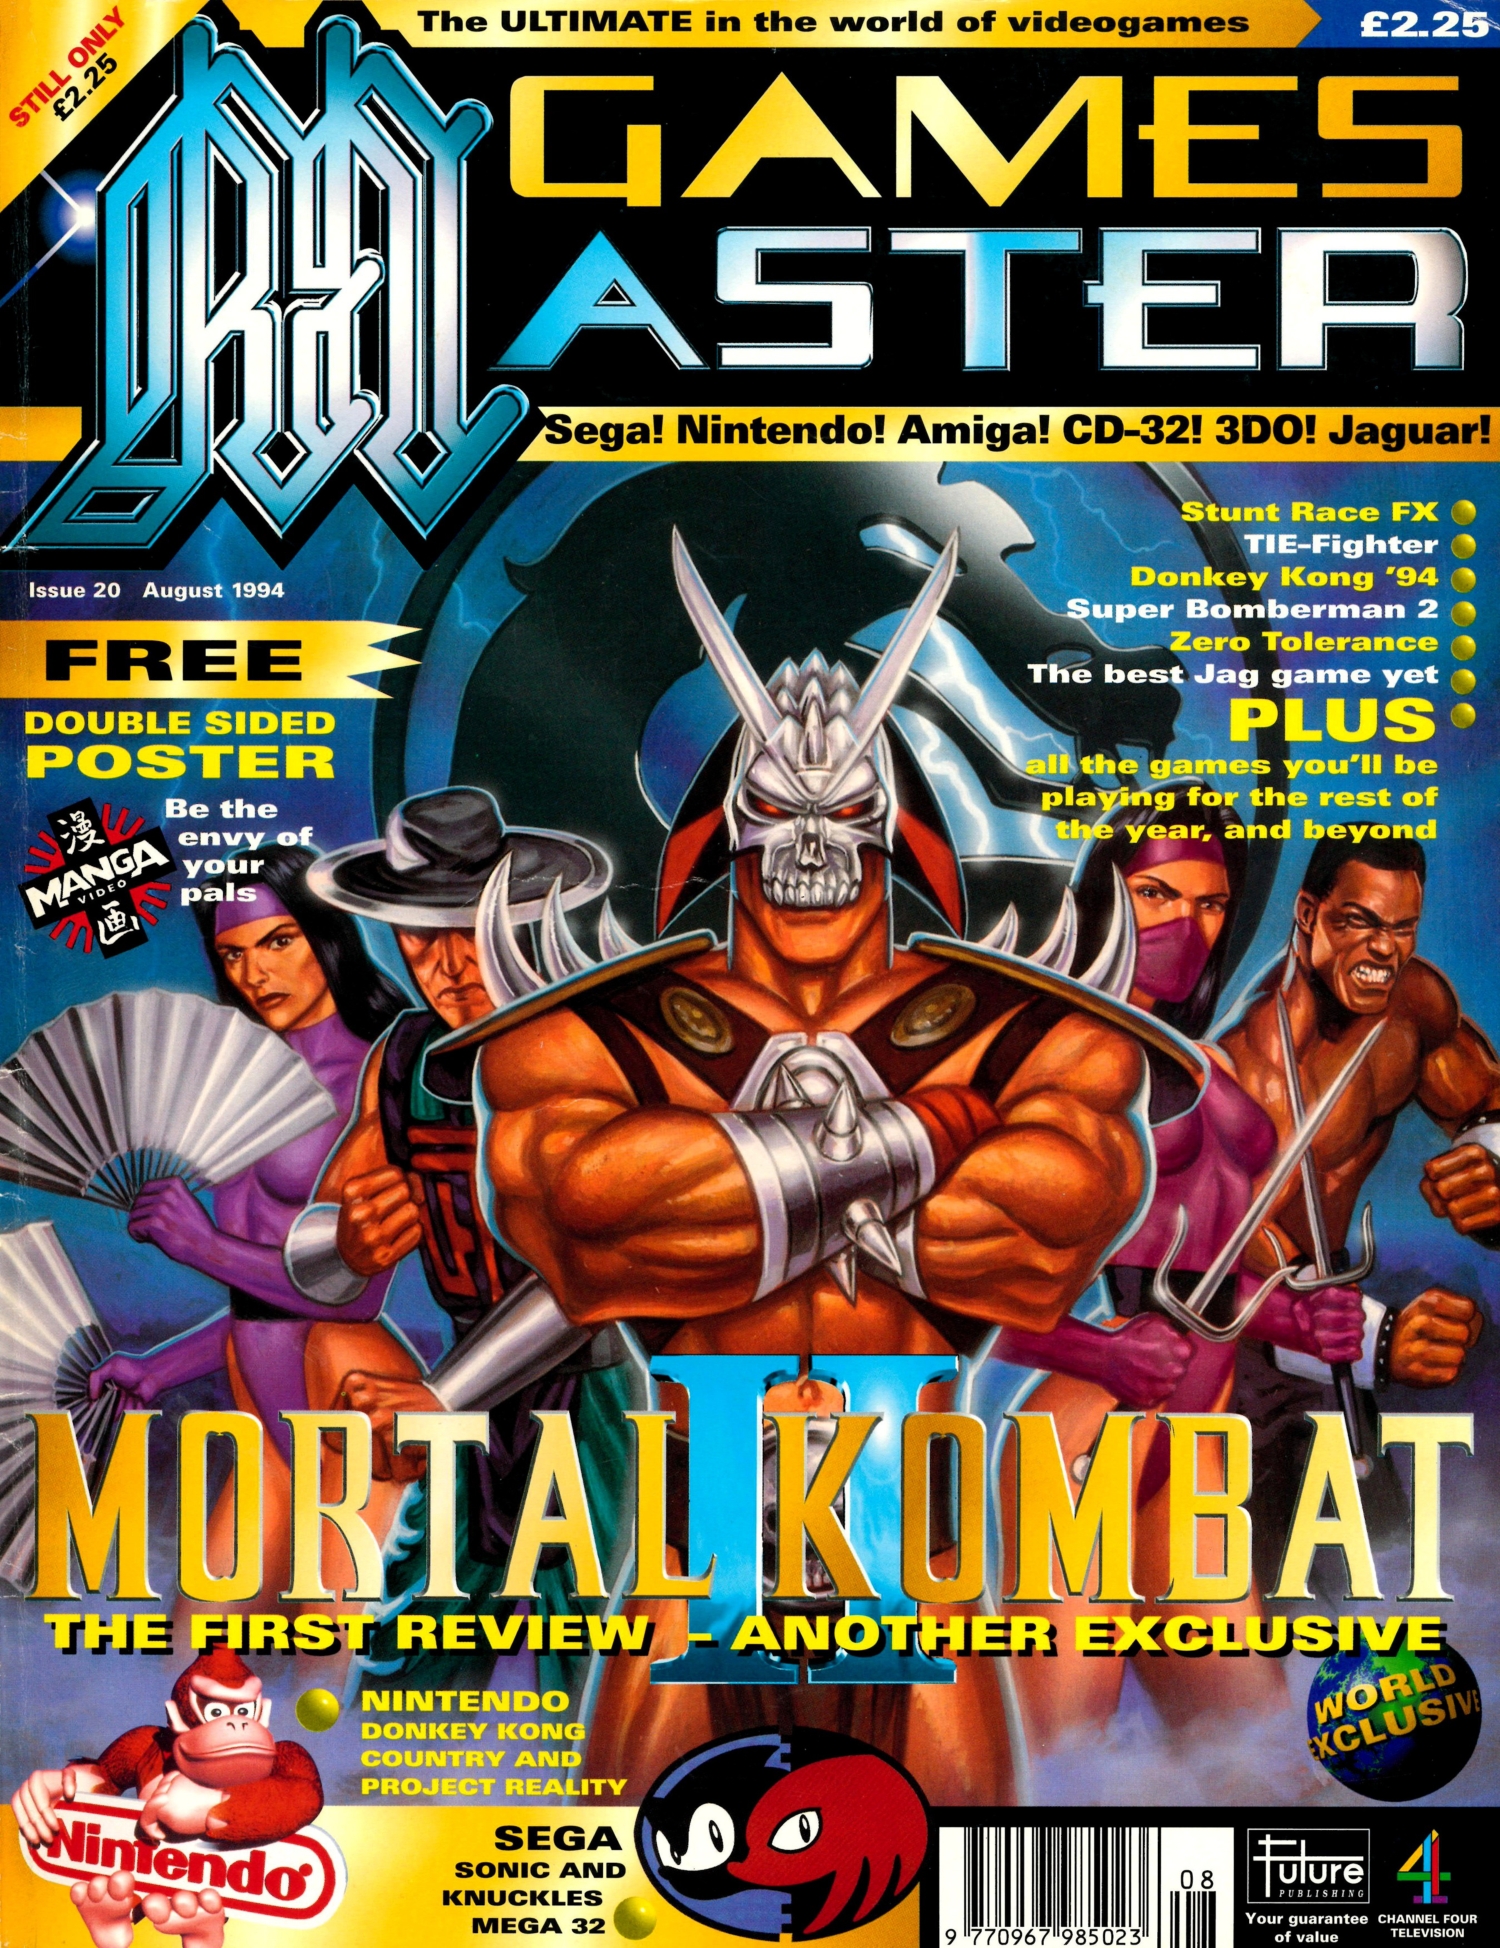 STILL ONLY
£2.25
The ULTIMATE in the world of videogames
£2.25
GAMES
MASTER
Sega! Nintendo! Amiga! CD-32! 3DO! Jaguar!
Issue 20 August 1994
FREE
DOUBLE SIDED
POSTER
Be the
envy of
your
pals
漫
MANGA
VIDEO
画
Stunt Race FX
TIE-Fighter
Donkey Kong '94
Super Bomberman 2
Zero Tolerance
The best Jag game yet
PLUS
all the games you'll be
playing for the rest of
the year, and beyond
MORTAL KOMBAT
II
THE FIRST REVIEW – ANOTHER EXCLUSIVE
WORLD
EXCLUSIVE
NINTENDO
DONKEY KONG
COUNTRY AND
PROJECT REALITY
Nintendo
SEGA
SONIC AND
KNUCKLES
MEGA 32
08
9 770967 985023
Future
PUBLISHING
Your guarantee
of value
4
CHANNEL FOUR
TELEVISION